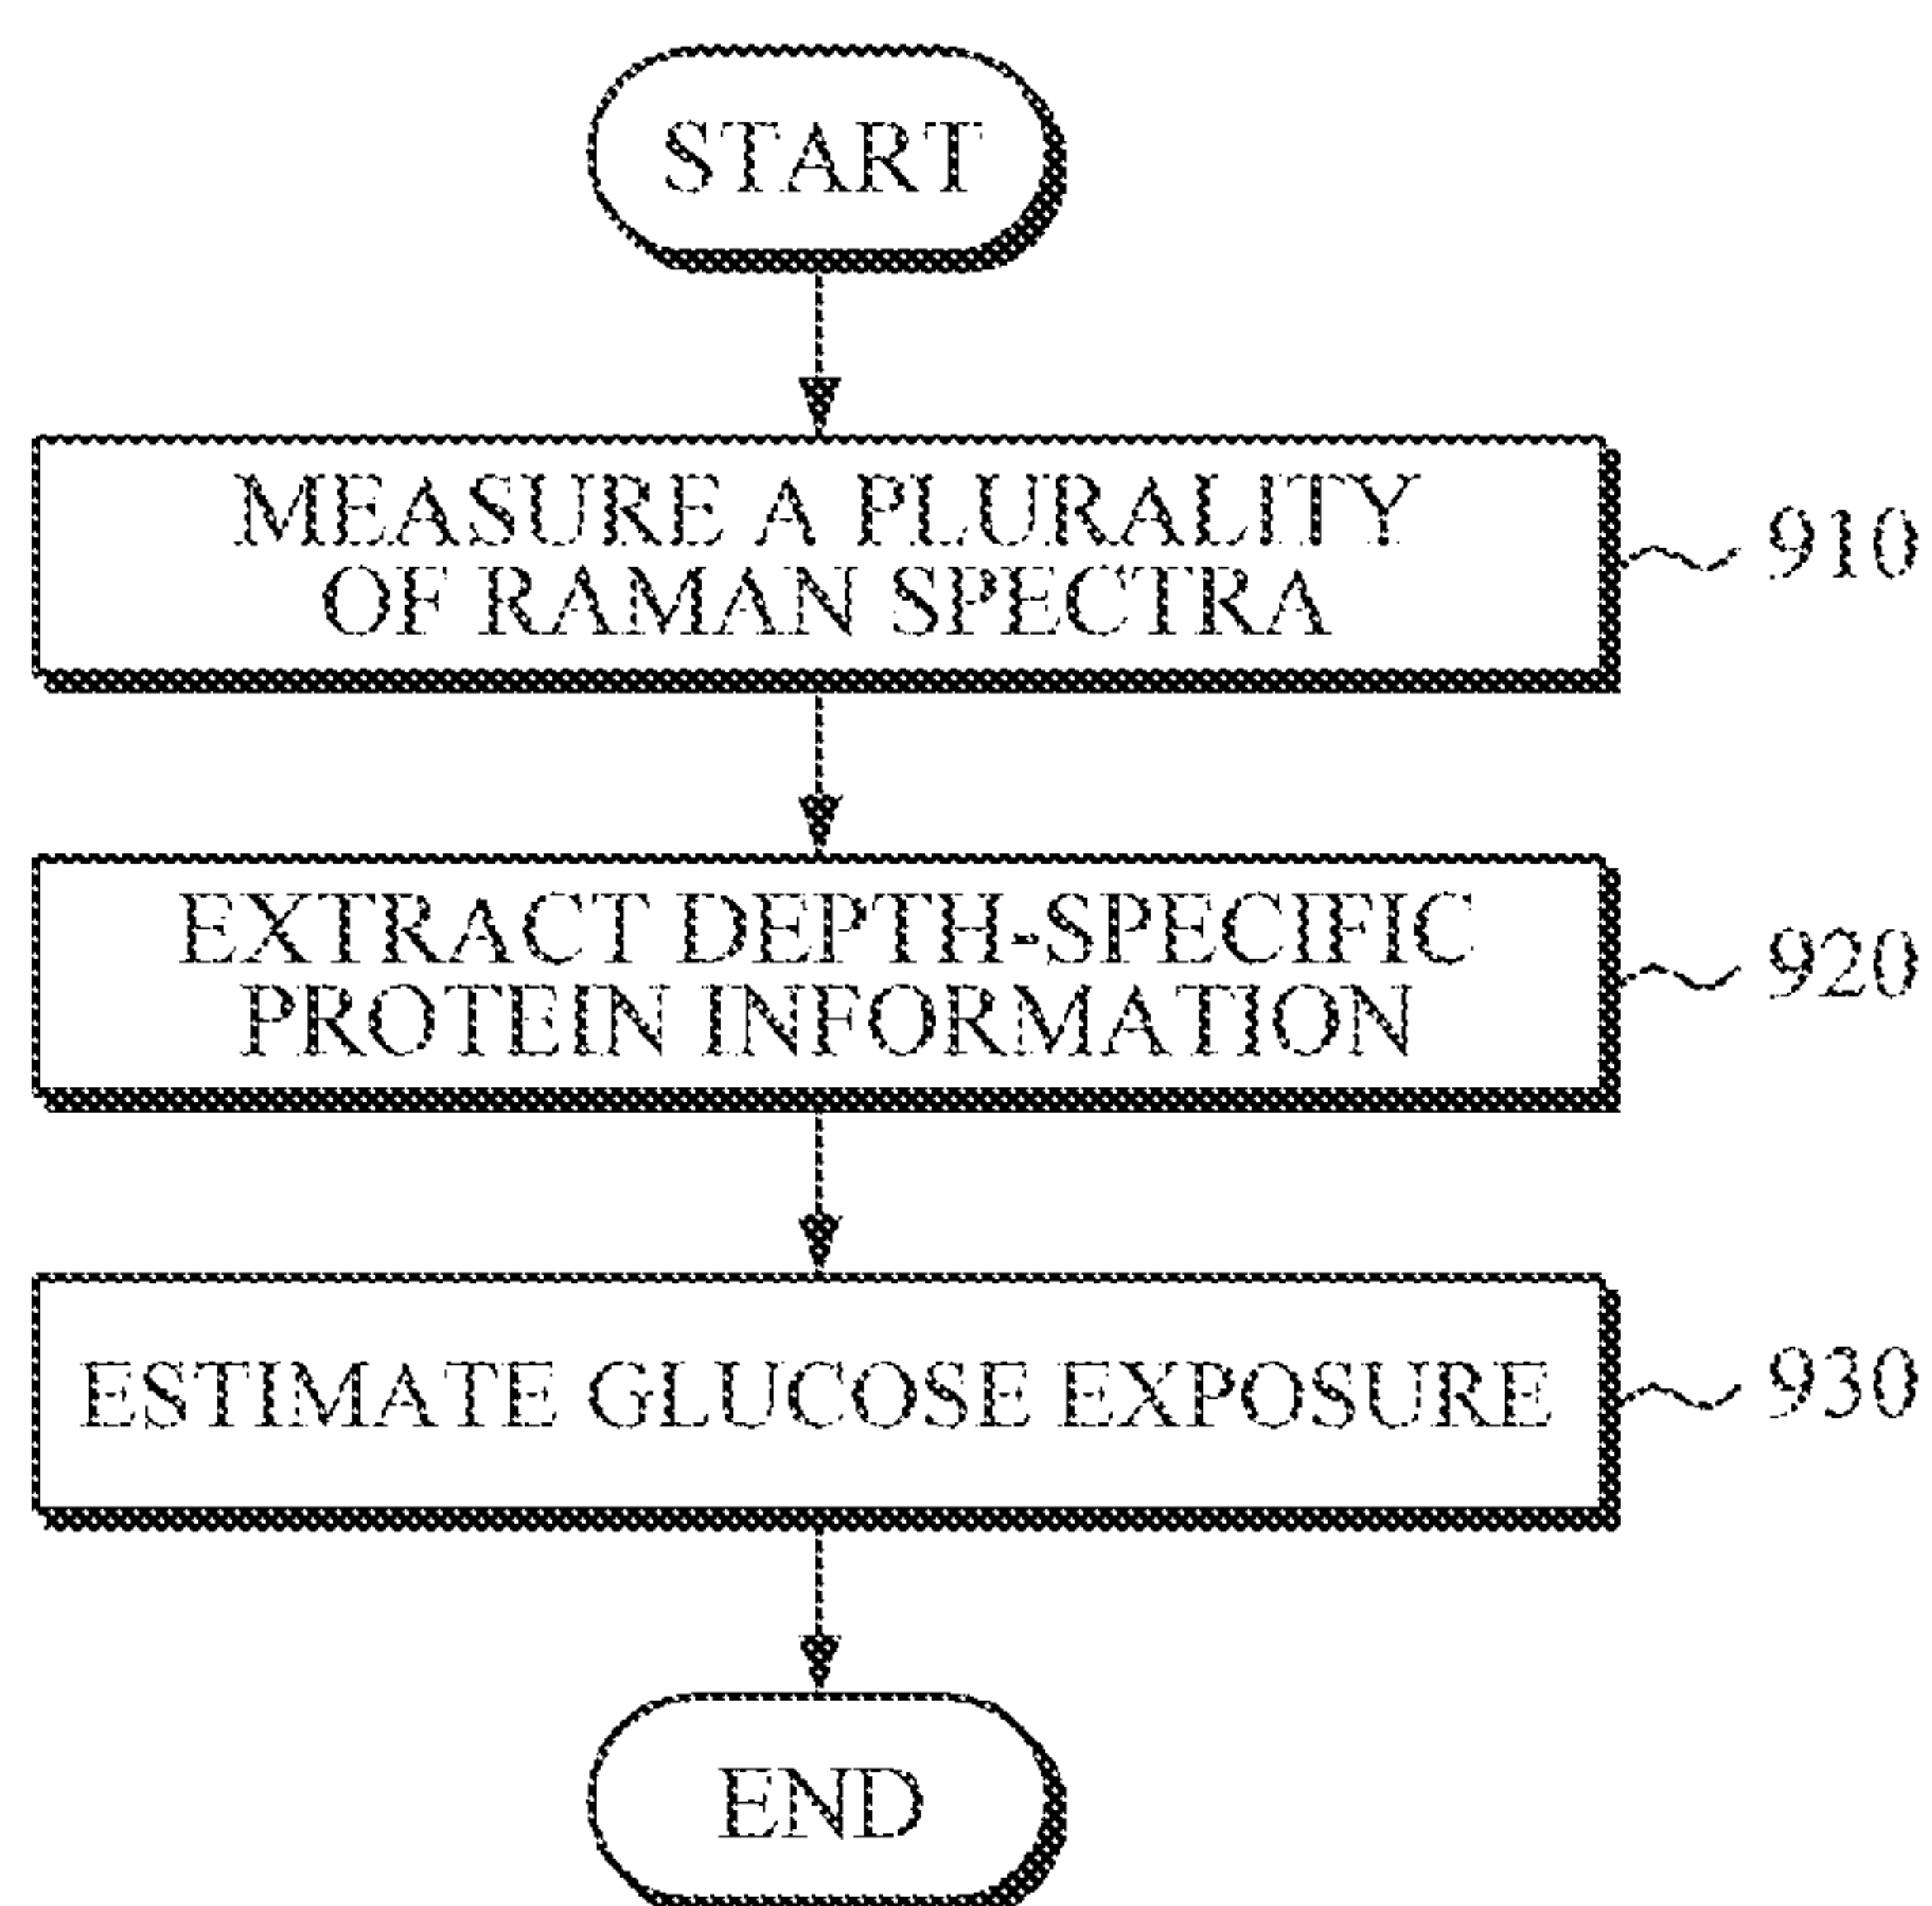 START
MEASURE A PLURALITY
OF RAMAN SPECTRA
910
EXTRACT DEPTH-SPECIFIC
PROTEIN INFORMATION
920
ESTIMATE GLUCOSE EXPOSURE
930
END